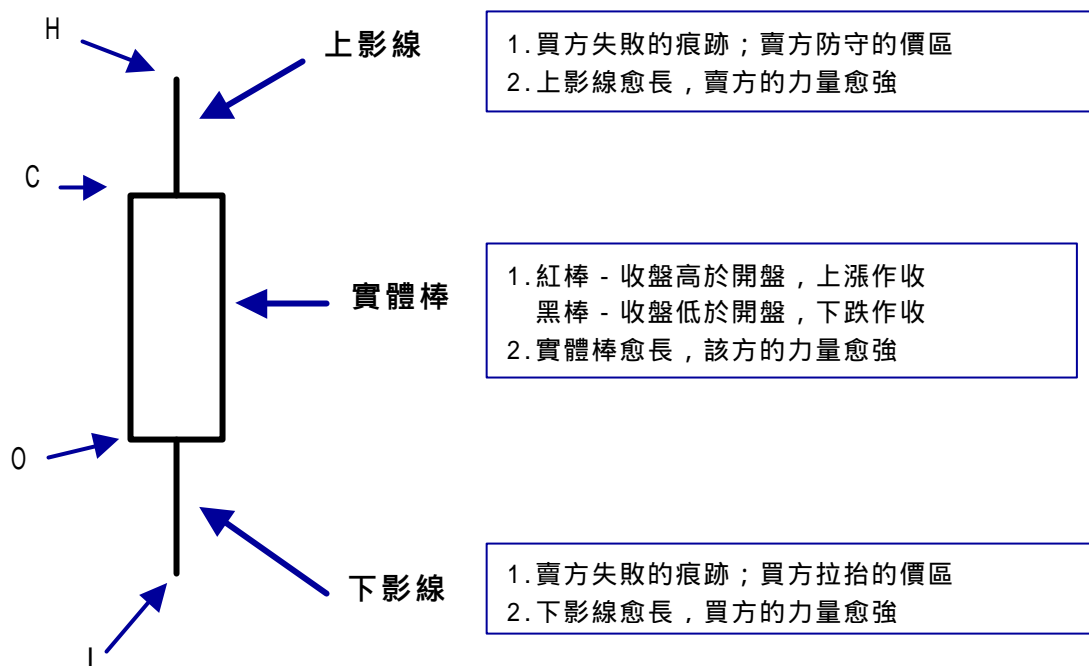 H
上影線
1.買方失敗的痕跡；賣方防守的價區
2.上影線愈長，賣方的力量愈強
C
實體棒
1.紅棒 - 收盤高於開盤，上漲作收
黑棒 - 收盤低於開盤，下跌作收
2.實體棒愈長，該方的力量愈強
O
下影線
1.賣方失敗的痕跡；買方拉抬的價區
2.下影線愈長，買方的力量愈強